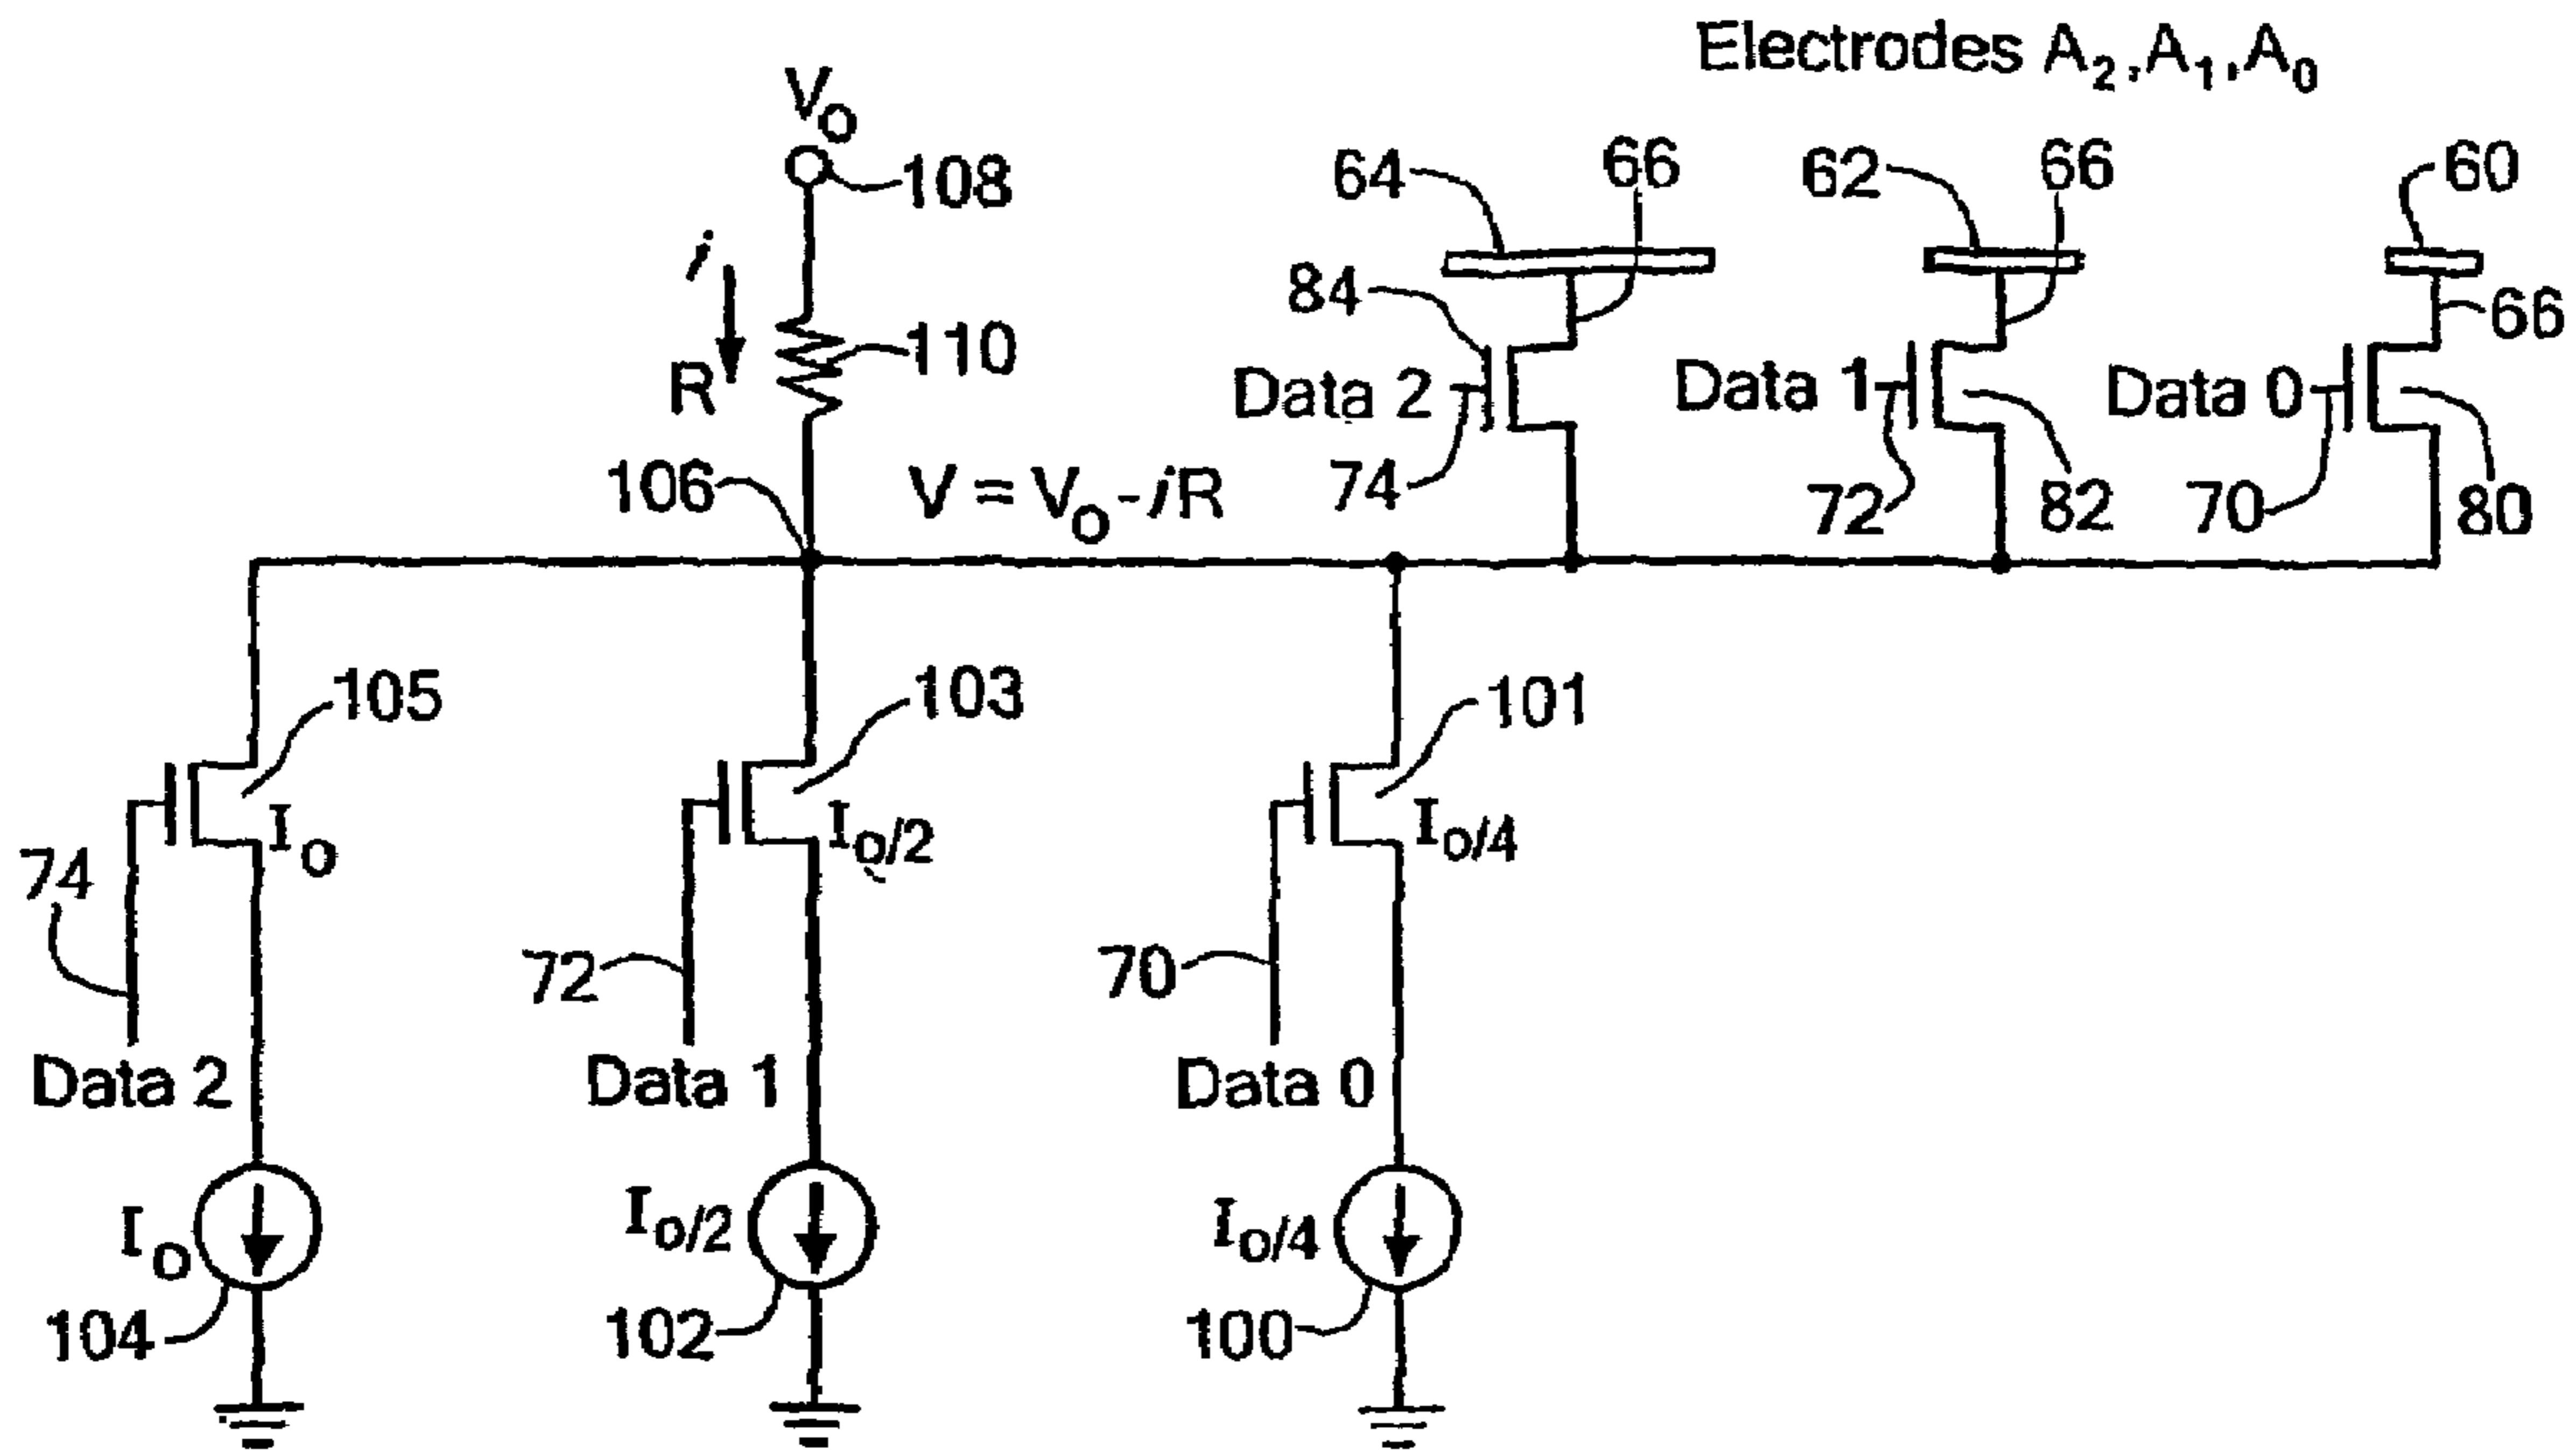 Electrodes A₂,A₁,A₀
Vₒ
108
64
66
62
66
60
i
84
66
R
110
Data 2
Data 1
Data 0
106
V = Vₒ-iR
74
72
82
70
80
105
103
101
Iₒ
Iₒ/₂
Iₒ/₄
74
72
70
Data 2
Data 1
Data 0
Iₒ
Iₒ/₂
Iₒ/₄
104
102
100